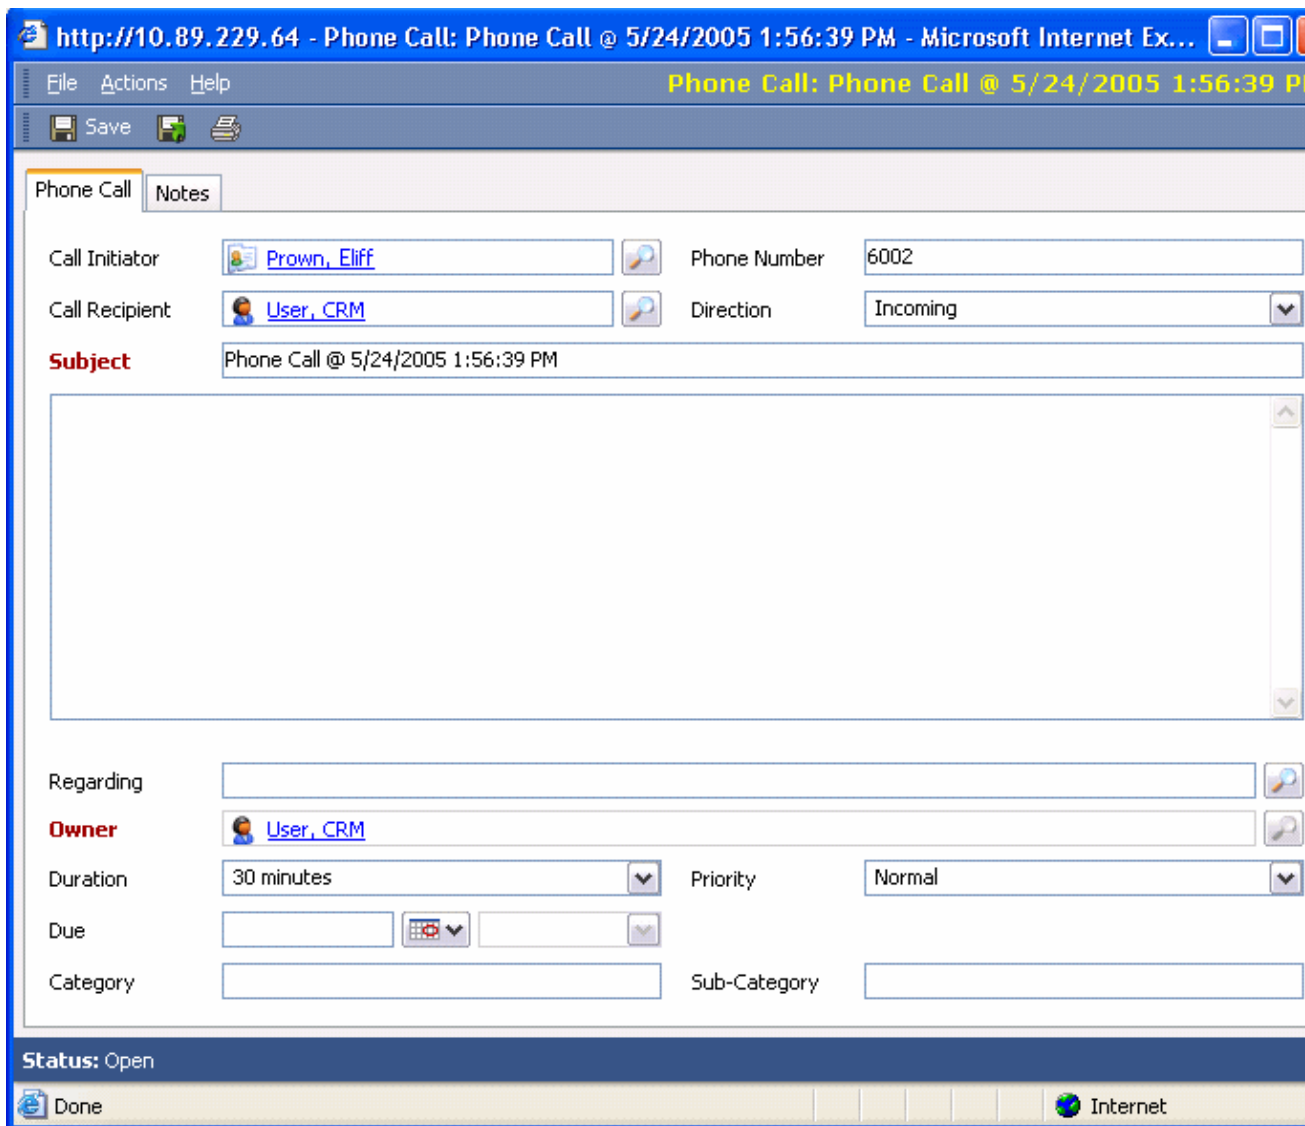 http://10.89.229.64 - Phone Call: Phone Call @ 5/24/2005 1:56:39 PM - Microsoft Internet Ex...
File Actions Help Phone Call: Phone Call @ 5/24/2005 1:56:39 P
Save
Phone Call Notes
Call Initiator Prown, Eliff Phone Number 6002
Call Recipient User, CRM Direction Incoming
Subject Phone Call @ 5/24/2005 1:56:39 PM
Regarding
Owner User, CRM
Duration 30 minutes Priority Normal
Due
Category Sub-Category
Status: Open
Done Internet